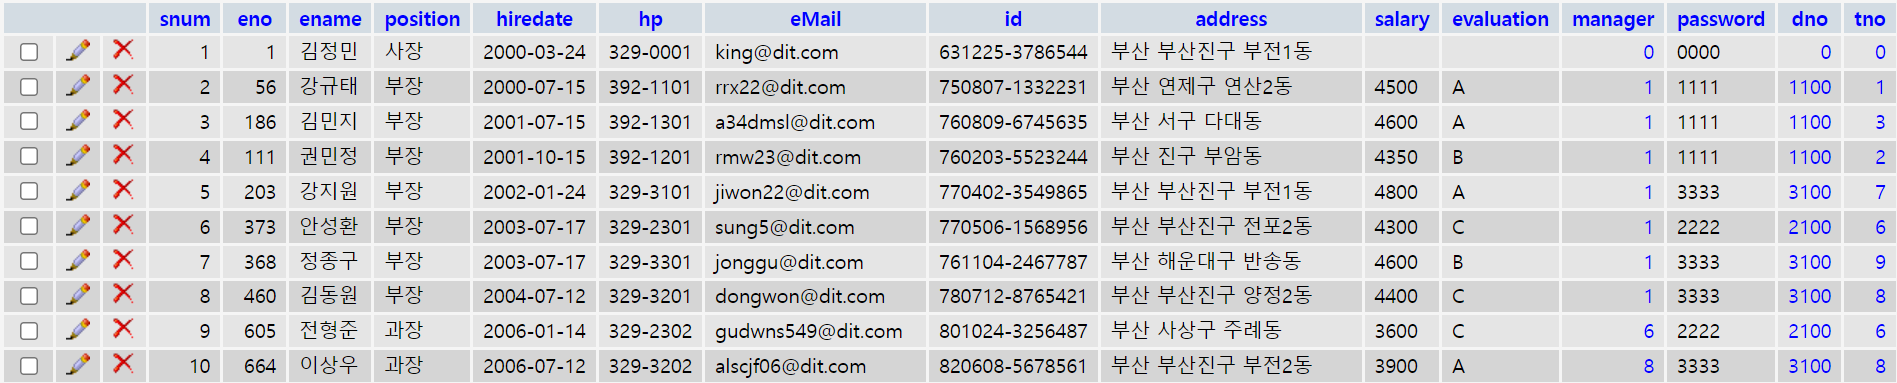 snum eno ename position hiredate hp eMail id address salary evaluation manager password dno tno
1 1 김정민 사장 2000-03-24 329-0001 king@dit.com 631225-3786544 부산 부산진구 부전1동 0 0000 0 0
2 56 강규태 부장 2000-07-15 392-1101 rrx22@dit.com 750807-1332231 부산 연제구 연산2동 4500 A 1 1111 1100 1
3 186 김민지 부장 2001-07-15 392-1301 a34dmsl@dit.com 760809-6745635 부산 서구 다대동 4600 A 1 1111 1100 3
4 111 권민정 부장 2001-10-15 392-1201 rmw23@dit.com 760203-5523244 부산 진구 부암동 4350 B 1 1111 1100 2
5 203 강지원 부장 2002-01-24 329-3101 jiwon22@dit.com 770402-3549865 부산 부산진구 부전1동 4800 A 1 3333 3100 7
6 373 안성환 부장 2003-07-17 329-2301 sung5@dit.com 770506-1568956 부산 부산진구 전포2동 4300 C 1 2222 2100 6
7 368 정종구 부장 2003-07-17 329-3301 jonggu@dit.com 761104-2467787 부산 해운대구 반송동 4600 B 1 3333 3100 9
8 460 김동원 부장 2004-07-12 329-3201 dongwon@dit.com 780712-8765421 부산 부산진구 양정2동 4400 C 1 3333 3100 8
9 605 전형준 과장 2006-01-14 329-2302 gudwns549@dit.com 801024-3256487 부산 사상구 주례동 3600 C 6 2222 2100 6
10 664 이상우 과장 2006-07-12 329-3202 alscjf06@dit.com 820608-5678561 부산 부산진구 부전2동 3900 A 8 3333 3100 8